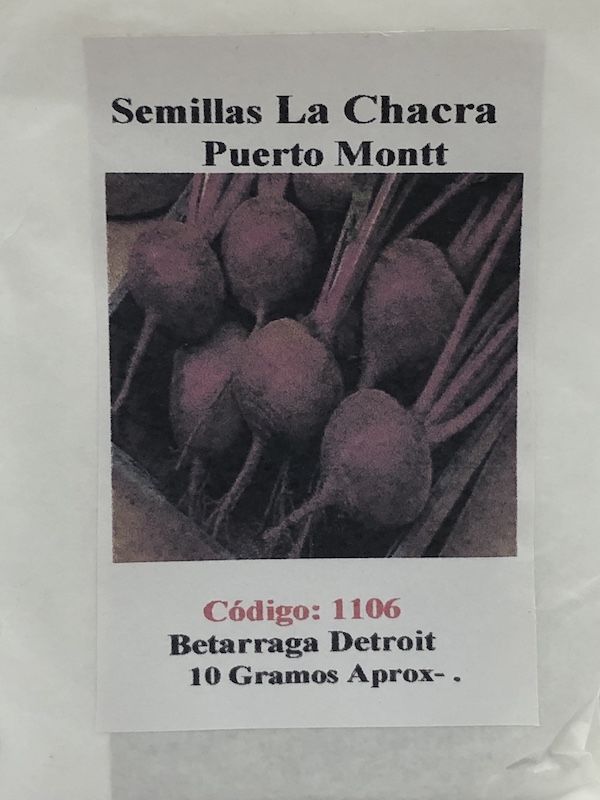 Semillas La Chacra
Puerto Montt
Código: 1106
Betarraga Detroit
10 Gramos Aprox- .